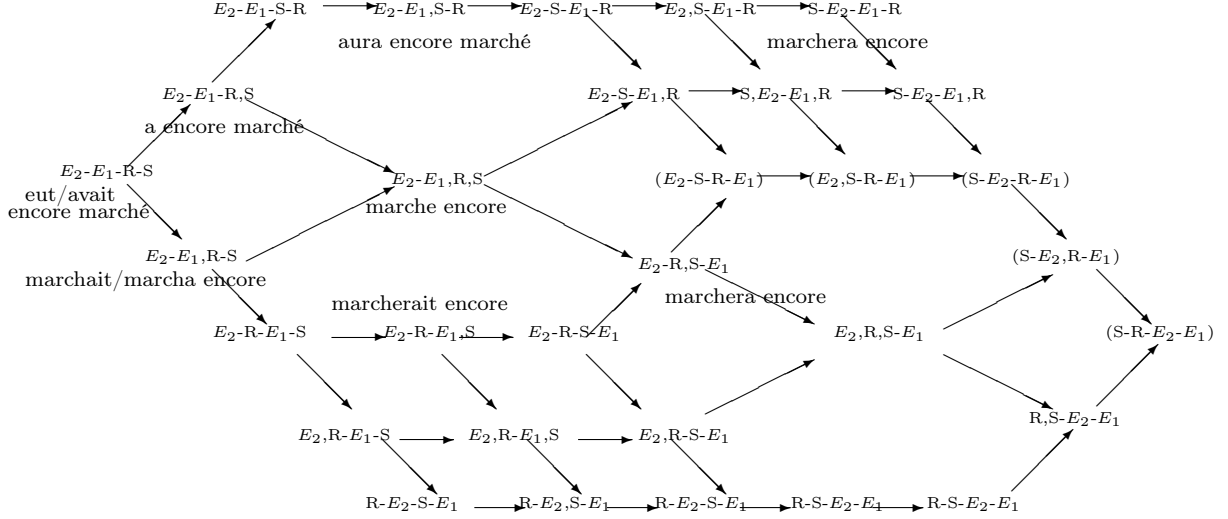 E₂-E₁-S-R E₂-E₁,S-R E₂-S-E₁-R E₂,S-E₁-R S-E₂-E₁-R
aura encore marché marchera encore
E₂-E₁-R,S E₂-S-E₁,R S,E₂-E₁,R S-E₂-E₁,R
a encore marché
E₂-E₁-R-S E₂-E₁,R,S (E₂-S-R-E₁) (E₂,S-R-E₁) (S-E₂-R-E₁)
eut/avait
encore marché marche encore
E₂-E₁,R-S E₂-R,S-E₁ (S-E₂,R-E₁)
marchait/marcha encore marcherait encore marchera encore
E₂-R-E₁-S E₂-R-E₁,S E₂-R-S-E₁ E₂,R,S-E₁ (S-R-E₂-E₁)
R,S-E₂-E₁
E₂,R-E₁-S E₂,R-E₁,S E₂,R-S-E₁
R-E₂-S-E₁ R-E₂,S-E₁ R-E₂-S-E₁ R-S-E₂-E₁ R-S-E₂-E₁